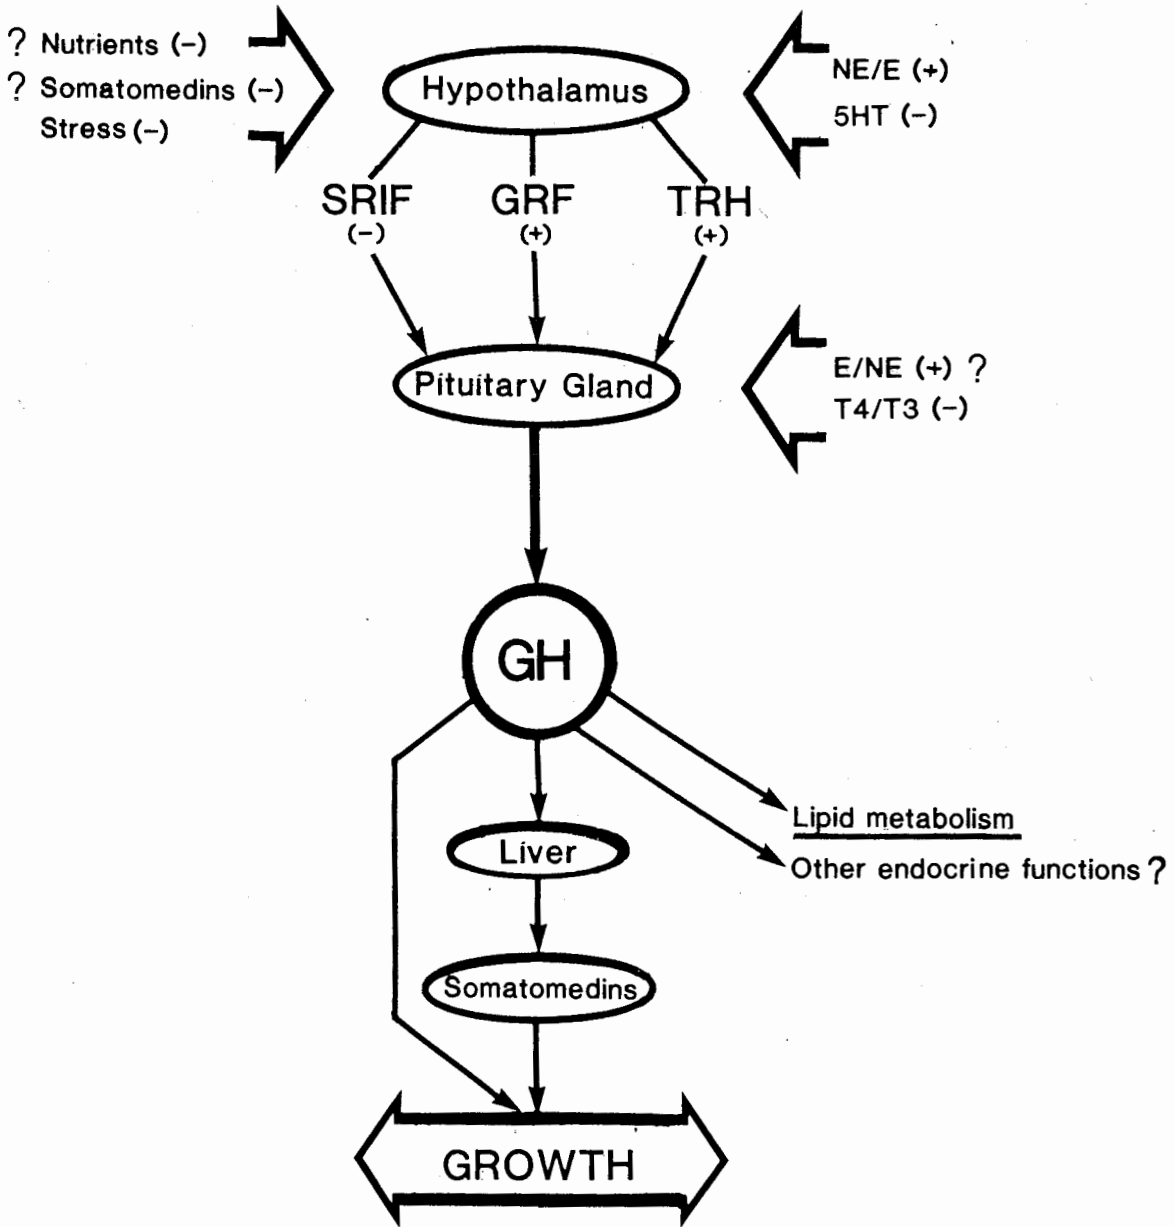 ? Nutrients (-)
? Somatomedins (-)
Stress (-)
Hypothalamus
NE/E (+)
5HT (-)
SRIF
(-)
GRF
(+)
TRH
(+)
Pituitary Gland
E/NE (+) ?
T4/T3 (-)
GH
Lipid metabolism
Other endocrine functions ?
Liver
Somatomedins
GROWTH